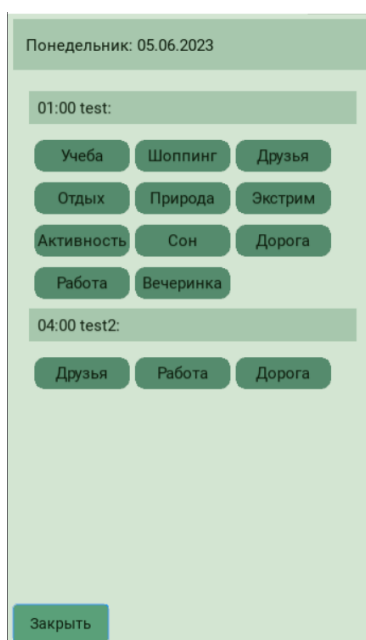 Понедельник: 05.06.2023
01:00 test:
Учеба Шоппинг Друзья
Отдых Природа Экстрим
Активность Сон Дорога
Работа Вечеринка
04:00 test2:
Друзья Работа Дорога
Закрыть